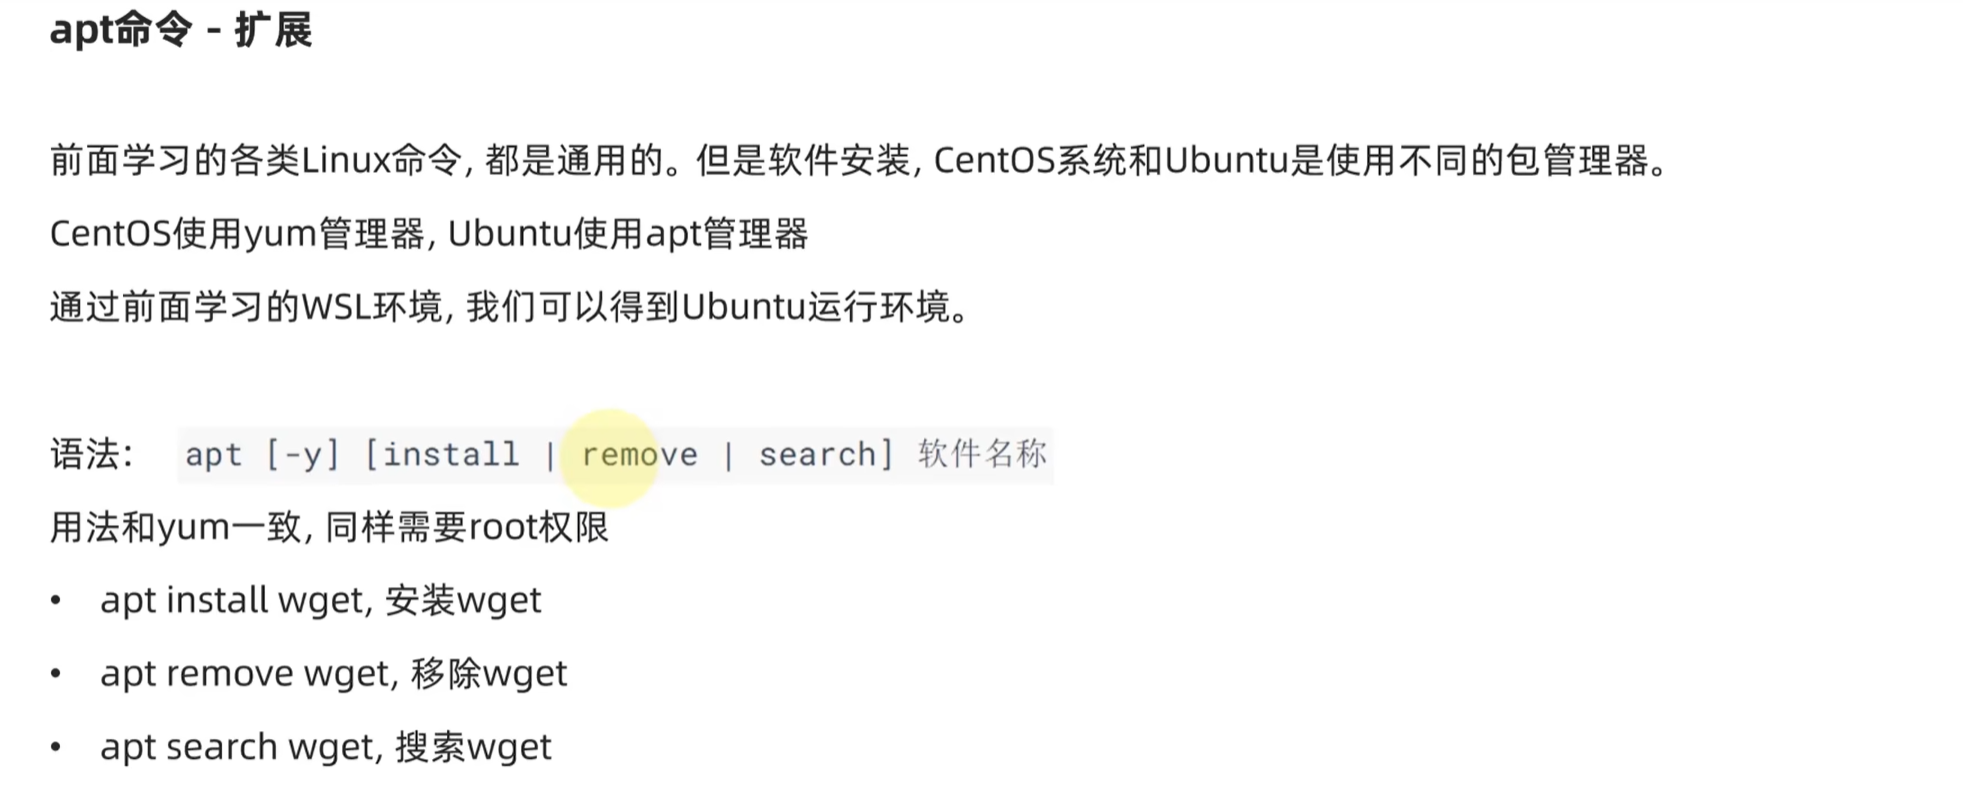 apt命令 - 扩展
前面学习的各类Linux命令, 都是通用的。但是软件安装, CentOS系统和Ubuntu是使用不同的包管理器。
CentOS使用yum管理器, Ubuntu使用apt管理器
通过前面学习的WSL环境, 我们可以得到Ubuntu运行环境。
语法: apt [-y] [install | remove | search] 软件名称
用法和yum一致, 同样需要root权限
• apt install wget, 安装wget
• apt remove wget, 移除wget
• apt search wget, 搜索wget